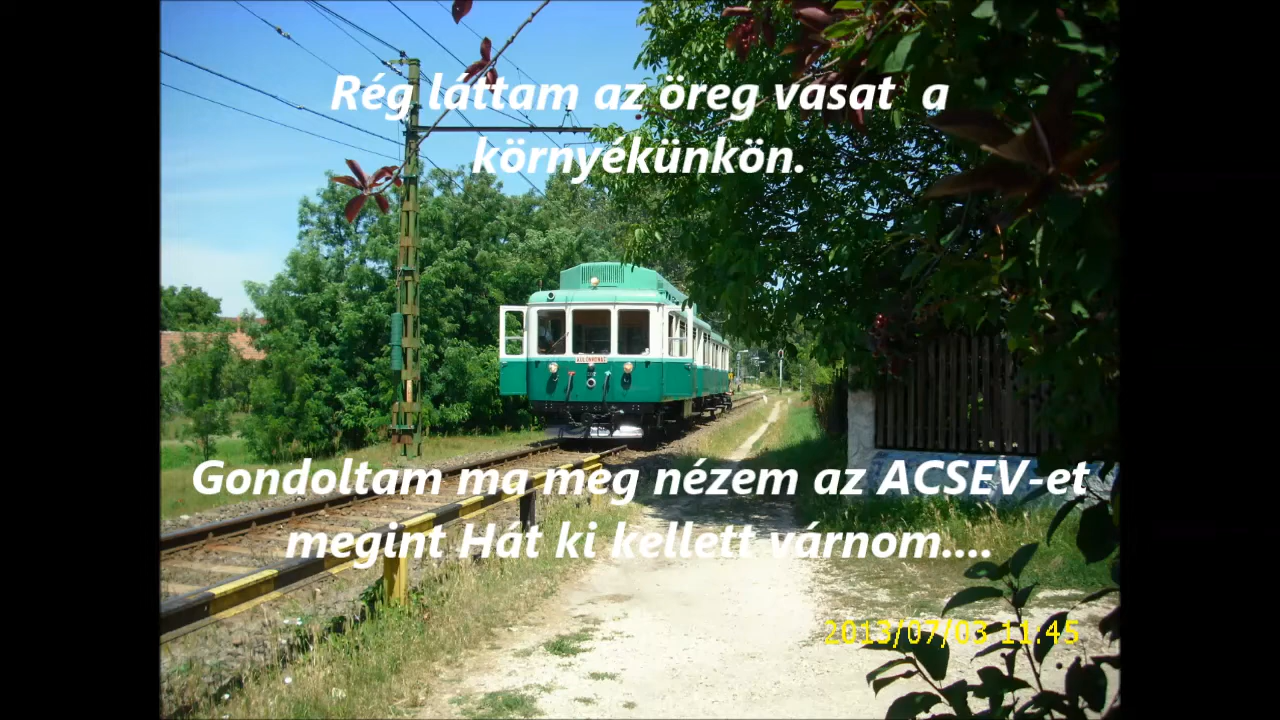 Rég láttam az öreg vasat a
környékünkön.
KÜLÖNVONAT
Gondoltam ma meg nézem az ACSEV-et
megint Hát ki kellett várnom....
2013/07/03 11.45